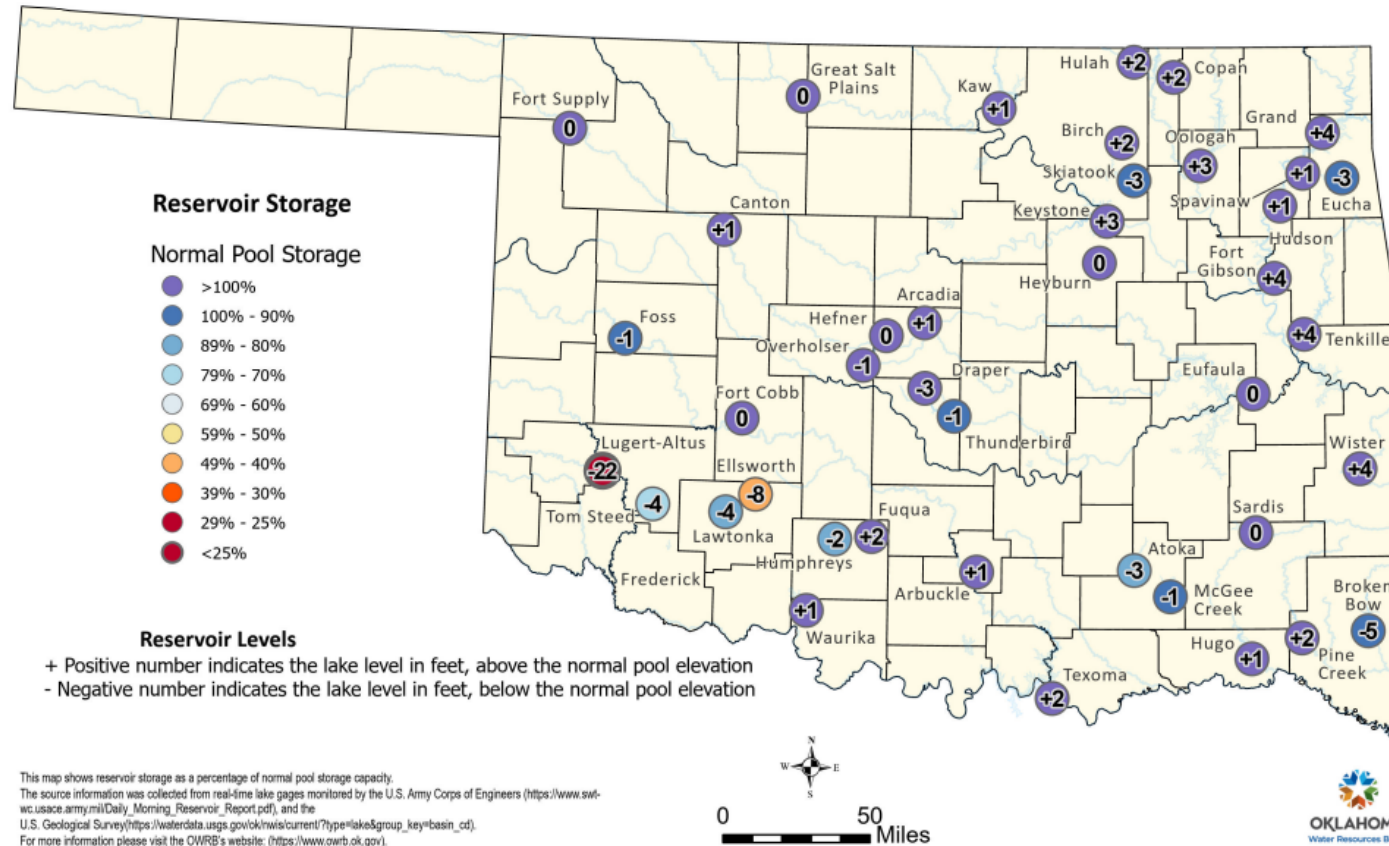 Great Salt
Plains
0
Fort Supply
0
Kaw
+1
Hulah
+2
Copan
+2
Birch
+2
Oologah
+3
Grand
+4
Skiatook
-3
Spavinaw
+1
-3
Eucha
+1
Hudson
Keystone
+3
Canton
+1
Heyburn
0
Fort
Gibson
+4
Reservoir Storage
Normal Pool Storage
>100%
100% - 90%
89% - 80%
79% - 70%
69% - 60%
59% - 50%
49% - 40%
39% - 30%
29% - 25%
<25%
Foss
-1
Arcadia
+1
Hefner
0
Overholser
-1
Draper
-3
-1
Thunderbird
+4
Tenkille
Eufaula
0
Fort Cobb
0
Lugert-Altus
-22
Ellsworth
-8
Tom Steed
-4
-4
Lawtonka
Wister
+4
Sardis
0
Fuqua
+2
-2
Humphreys
Frederick
Arbuckle
+1
Atoka
-3
-1
McGee
Creek
Broken
Bow
-5
+1
Waurika
Hugo
+1
+2
Pine
Creek
Texoma
+2
Reservoir Levels
+ Positive number indicates the lake level in feet, above the normal pool elevation
- Negative number indicates the lake level in feet, below the normal pool elevation
This map shows reservoir storage as a percentage of normal pool storage capacity.
The source information was collected from real-time lake gages monitored by the U.S. Army Corps of Engineers (https://www.swt-
wc.usace.army.mil/Daily_Morning_Reservoir_Report.pdf), and the
U.S. Geological Survey(https://waterdata.usgs.gov/ok/nwis/current/?type=lake&group_key=basin_cd).
For more information please visit the OWRB's website: (https://www.owrb.ok.gov).
N
W E
S
0 50
Miles
OKLAHOM
Water Resources B